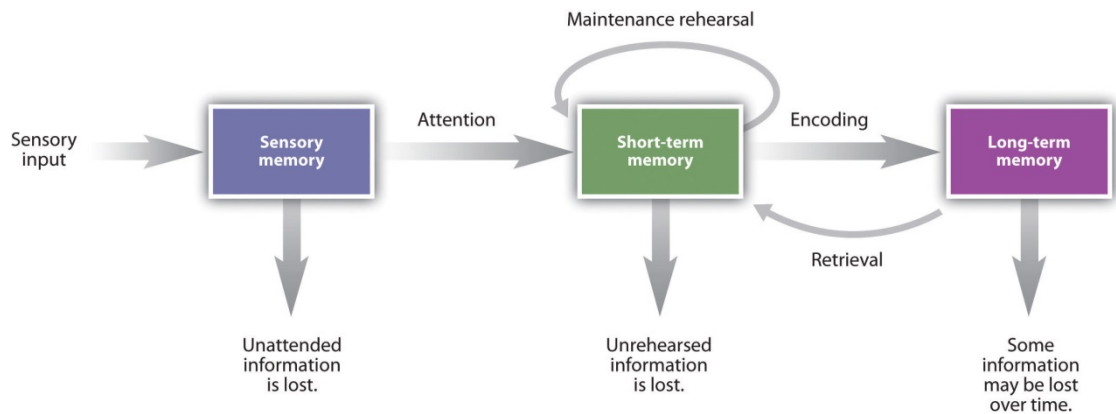 Maintenance rehearsal
Sensory
input
Sensory
memory
Attention
Short-term
memory
Encoding
Long-term
memory
Retrieval
Unattended
information
is lost.
Unrehearsed
information
is lost.
Some
information
may be lost
over time.